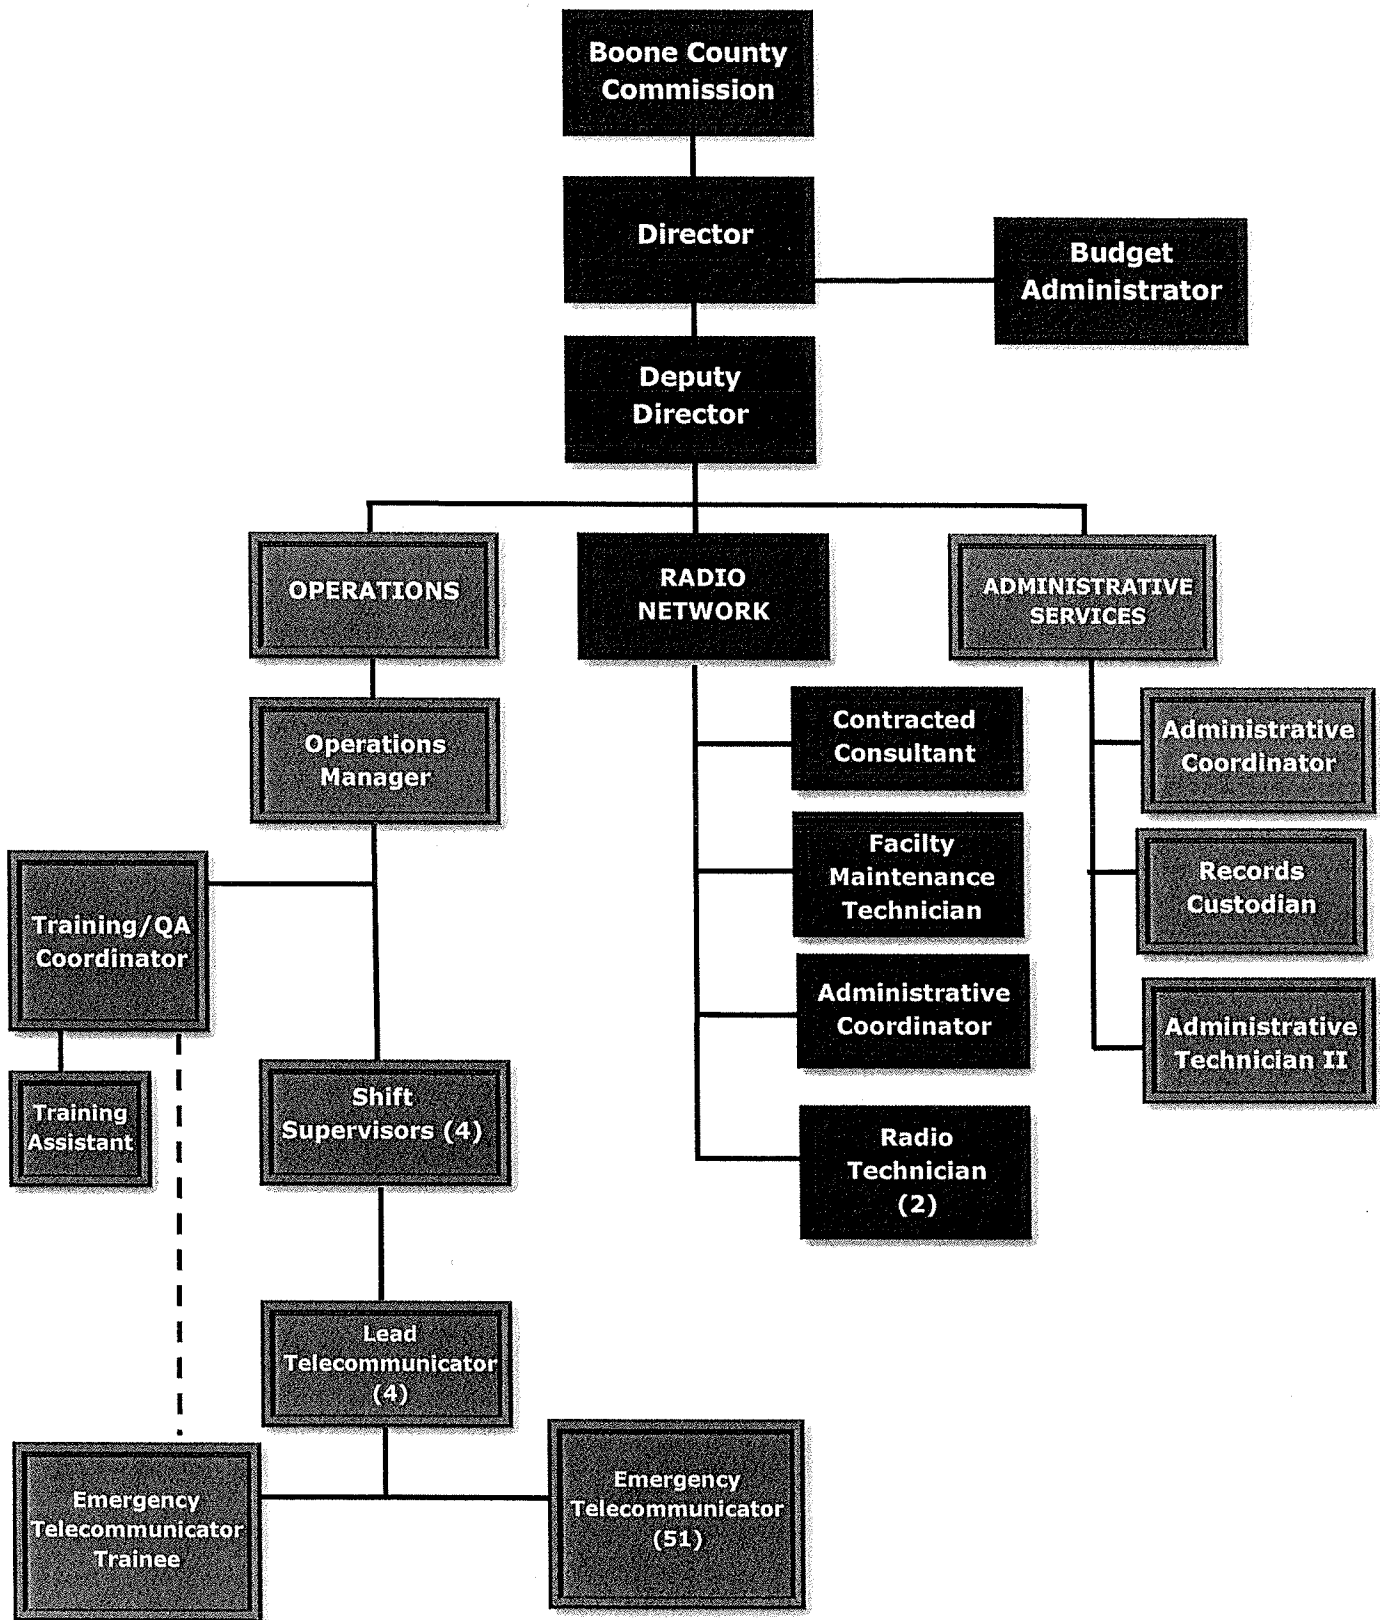 Boone County
Commission
Director
Budget
Administrator
Deputy
Director
OPERATIONS
RADIO
NETWORK
ADMINISTRATIVE
SERVICES
Operations
Manager
Contracted
Consultant
Administrative
Coordinator
Facilty
Maintenance
Technician
Records
Custodian
Training/QA
Coordinator
Administrative
Coordinator
Administrative
Technician II
Training
Assistant
Shift
Supervisors (4)
Radio
Technician
(2)
Lead
Telecommunicator
(4)
Emergency
Telecommunicator
Trainee
Emergency
Telecommunicator
(51)